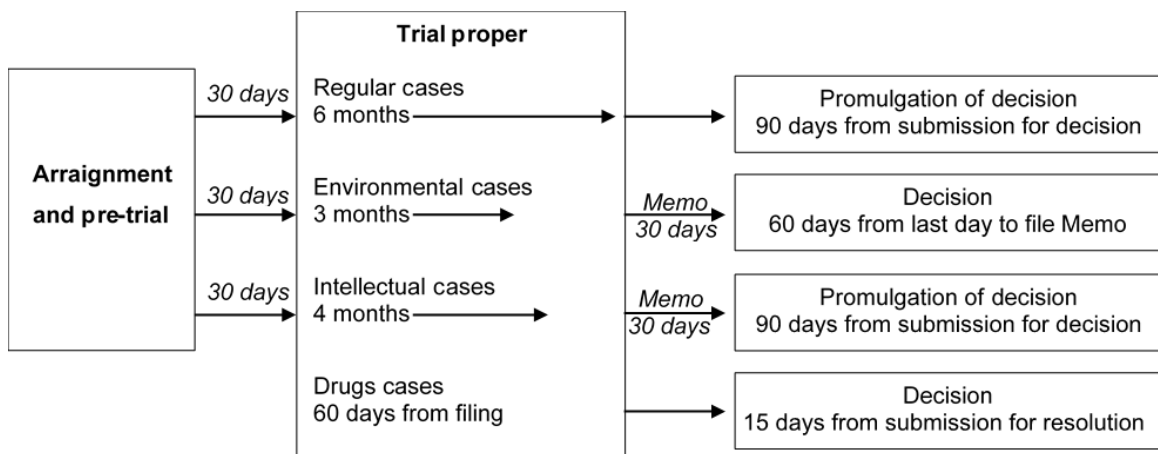 Trial proper
Arraignment
and pre-trial
30 days
Regular cases
6 months
Promulgation of decision
90 days from submission for decision
30 days
Environmental cases
3 months
Memo
30 days
Decision
60 days from last day to file Memo
30 days
Intellectual cases
4 months
Memo
30 days
Promulgation of decision
90 days from submission for decision
Drugs cases
60 days from filing
Decision
15 days from submission for resolution